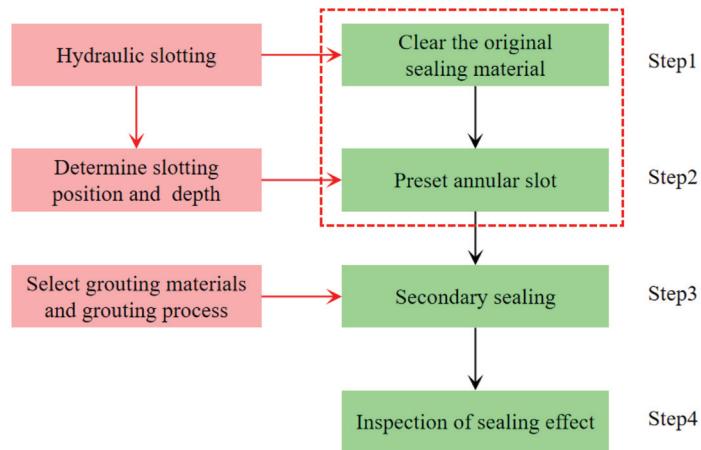 Hydraulic slotting
Clear the original
sealing material
Step1
Determine slotting
position and depth
Preset annular slot
Step2
Select grouting materials
and grouting process
Secondary sealing
Step3
Inspection of sealing effect
Step4